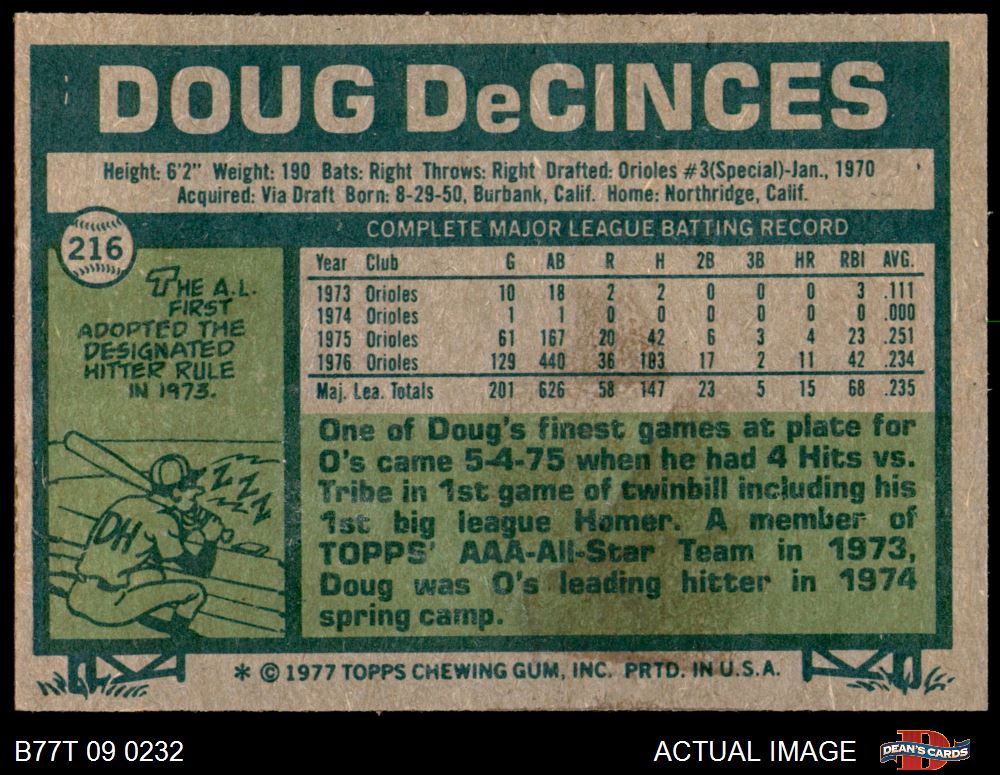 DOUG DeCINCES
Height: 6'2" Weight: 190 Bats: Right Throws: Right Drafted: Orioles #3(Special)-Jan., 1970
Acquired: Via Draft Born: 8-29-50, Burbank, Calif. Home: Northridge, Calif.
216
THE A.L.
FIRST
ADOPTED THE
DESIGNATED
HITTER RULE
IN 1973.
ZZZZZ
DH
COMPLETE MAJOR LEAGUE BATTING RECORD
Year Club G AB R H 2B 3B HR RBI AVG.
1973 Orioles 10 18 2 2 0 0 0 3 .111
1974 Orioles 1 1 0 0 0 0 0 0 .000
1975 Orioles 61 167 20 42 6 3 4 23 .251
1976 Orioles 129 440 36 103 17 2 11 42 .234
Maj. Lea. Totals 201 626 58 147 23 5 15 68 .235
One of Doug's finest games at plate for
O's came 5-4-75 when he had 4 Hits vs.
Tribe in 1st game of twinbill including his
1st big league Homer. A member of
TOPPS' AAA-All-Star Team in 1973,
Doug was O's leading hitter in 1974
spring camp.
* © 1977 TOPPS CHEWING GUM, INC. PRTD. IN U.S.A.
B77T 09 0232
ACTUAL IMAGE
D
DEAN'S CARDS